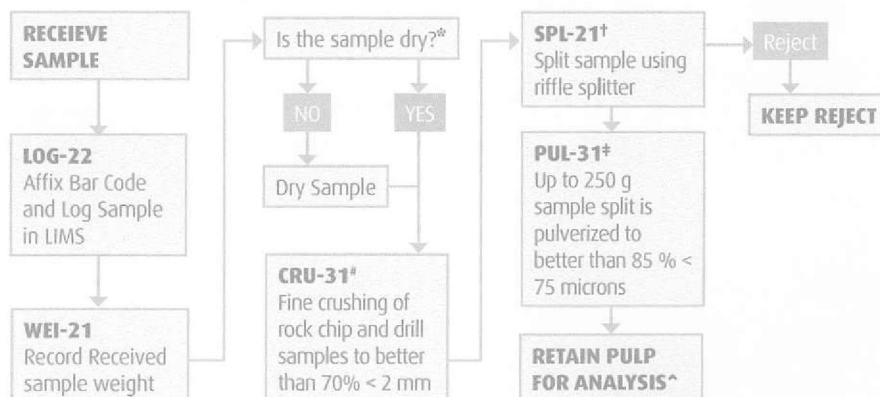 RECEIEVE
SAMPLE
LOG-22
Affix Bar Code
and Log Sample
in LIMS
WEI-21
Record Received
sample weight
Is the sample dry?*
NO
YES
Dry Sample
CRU-31#
Fine crushing of
rock chip and drill
samples to better
than 70% < 2 mm
SPL-21†
Split sample using
riffle splitter
Reject
KEEP REJECT
PUL-31‡
Up to 250 g
sample split is
pulverized to
better than 85 % <
75 microns
RETAIN PULP
FOR ANALYSIS^